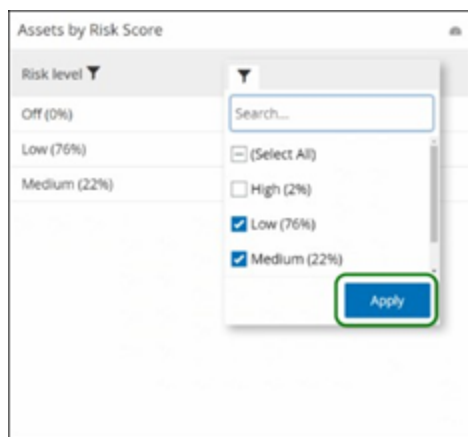 Assets by Risk Score
Risk level
Off (0%)
Low (76%)
Medium (22%)
Search...
(Select All)
High (2%)
Low (76%)
Medium (22%)
Apply